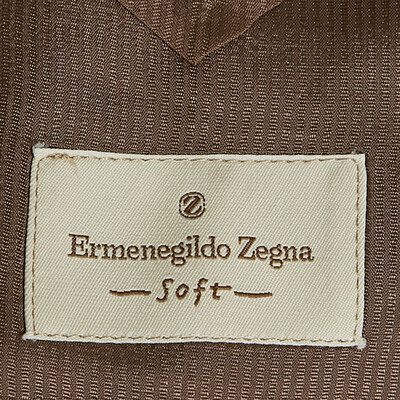 Z
Ermenegildo Zegna
— Soft —